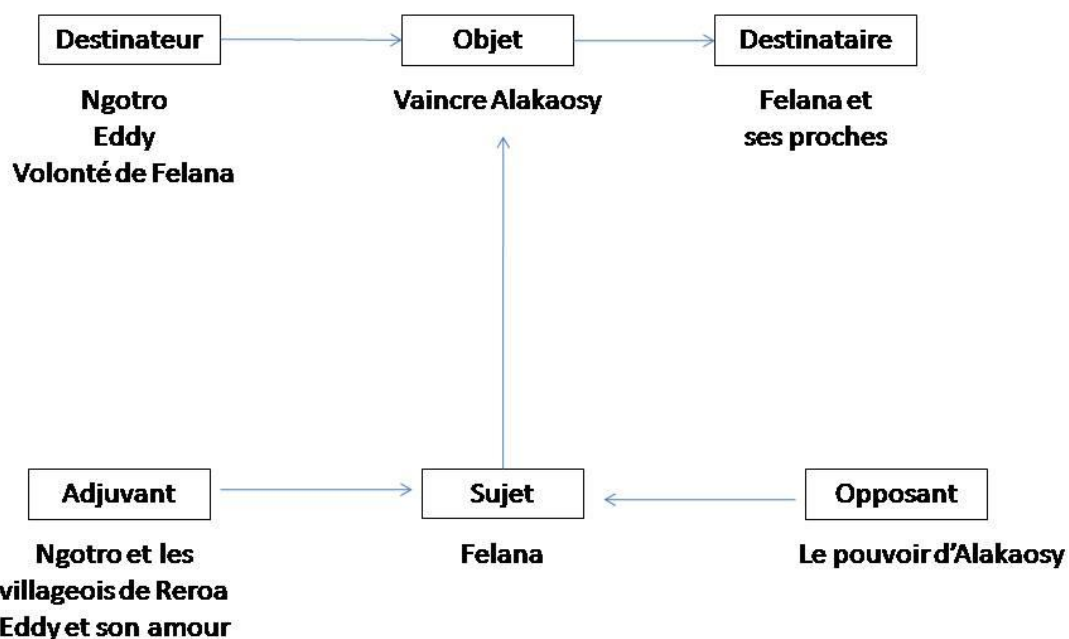 Destinateur
Objet
Destinataire
Ngotro
Eddy
Volonté de Felana
Vaincre Alakaosy
Felana et
ses proches
Adjuvant
Sujet
Opposant
Ngotro et les
villageois de Reroa
Eddy et son amour
Felana
Le pouvoir d'Alakaosy